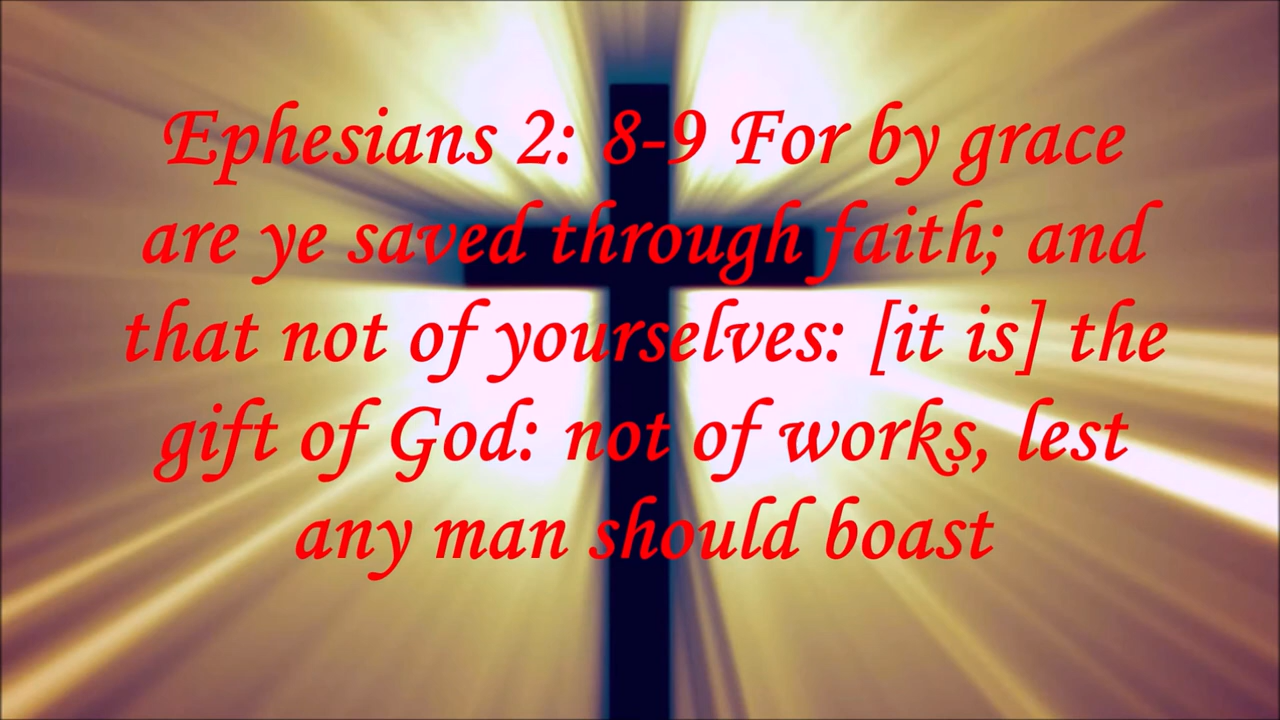 Ephesians 2: 8-9 For by grace
are ye saved through faith; and
that not of yourselves: [it is] the
gift of God: not of works, lest
any man should boast